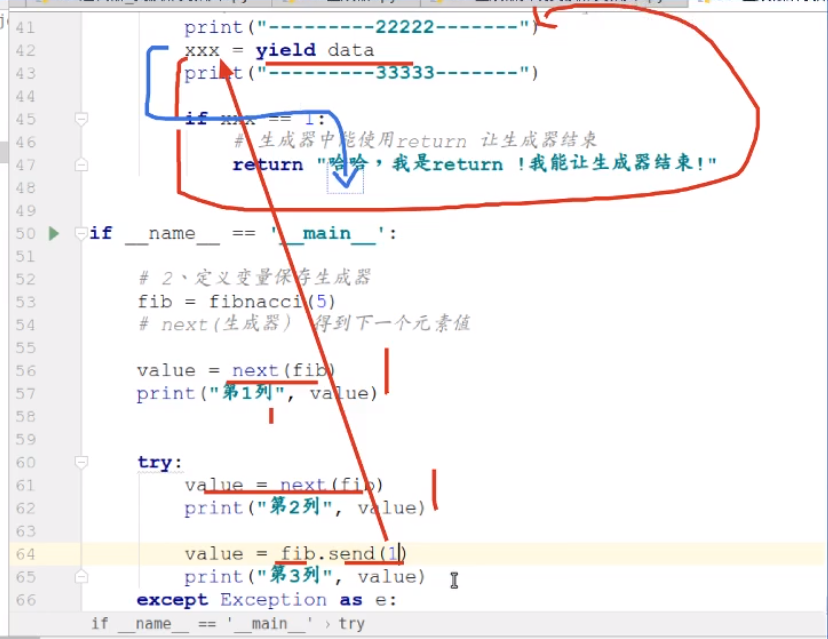 41 print("---------22222-------")
42 xxx = yield data
43 print("---------33333-------")
44
45 if xxx == 1:
46 # 生成器中能使用return 让生成器结束
47 return "哈哈，我是return !我能让生成器结束!"
48
49
50 if __name__ == '__main__':
51
52 # 2、定义变量保存生成器
53 fib = fibnacci(5)
54 # next(生成器) 得到下一个元素值
55
56 value = next(fib)
57 print("第1列", value)
58
59
60 try:
61 value = next(fib)
62 print("第2列", value)
63
64 value = fib.send(1)
65 print("第3列", value)
66 except Exception as e:
if __name__ == '__main__' › try